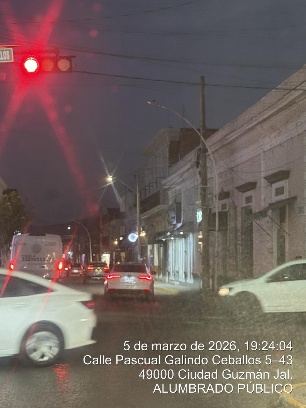 5 de marzo de 2026, 19:24:04
Calle Pascual Galindo Ceballos 5-43
49000 Ciudad Guzmán Jal.
ALUMBRADO PÚBLICO